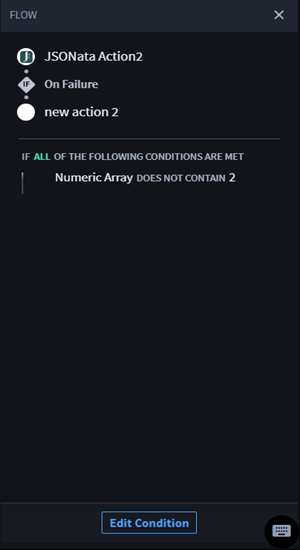 FLOW
JSONata Action2
IF On Failure
new action 2
IF ALL OF THE FOLLOWING CONDITIONS ARE MET
Numeric Array DOES NOT CONTAIN 2
Edit Condition